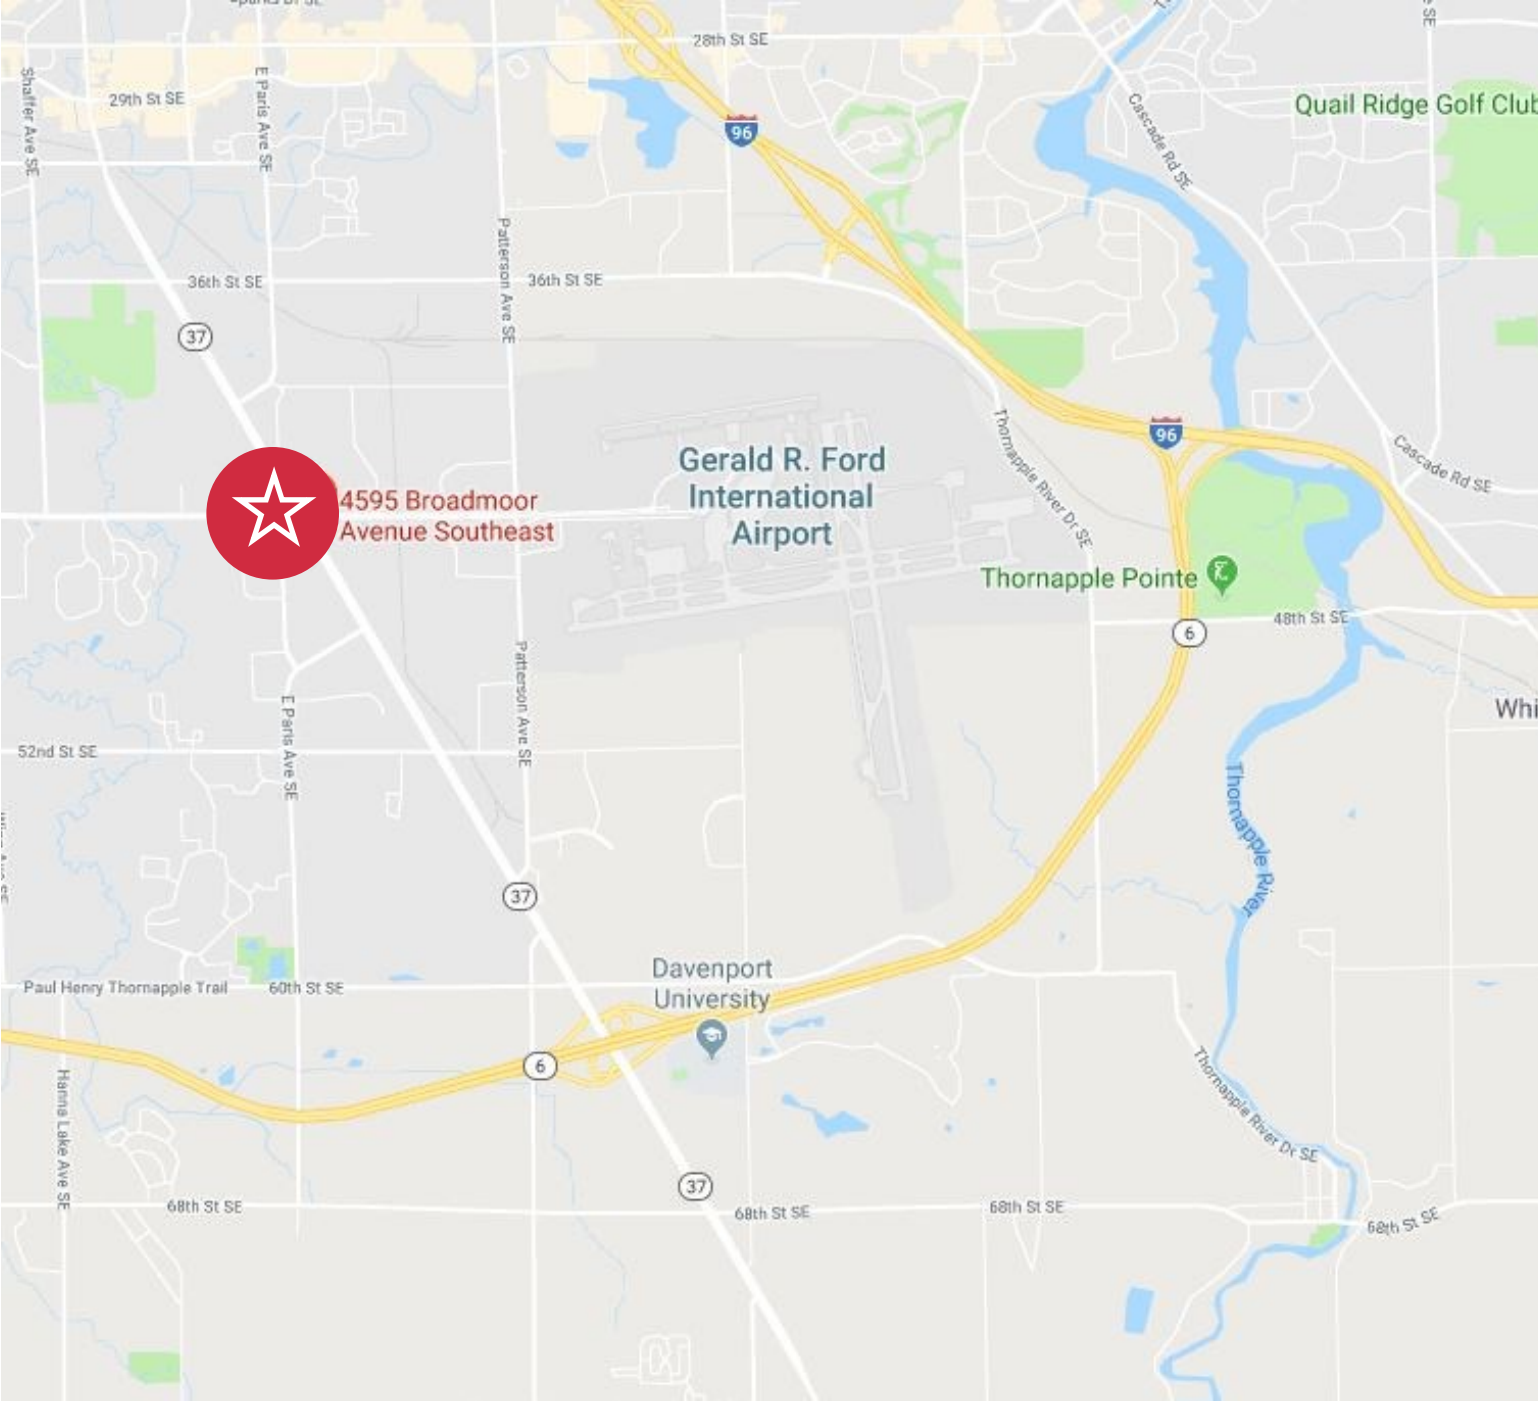 Sparks Dr SE
28th St SE
29th St SE
Shaffer Ave SE
E Paris Ave SE
96
Cascade Rd SE
Quail Ridge Golf Club
Patterson Ave SE
36th St SE
36th St SE
37
96
Thornapple River Dr SE
Cascade Rd SE
Gerald R. Ford
International
Airport
4595 Broadmoor
Avenue Southeast
Thornapple Pointe
48th St SE
6
Patterson Ave SE
E Paris Ave SE
52nd St SE
Whi
Thornapple River
37
Davenport
University
Paul Henry Thornapple Trail
60th St SE
6
Hanna Lake Ave SE
Thornapple River Dr SE
37
68th St SE
68th St SE
68th St SE
68th St SE